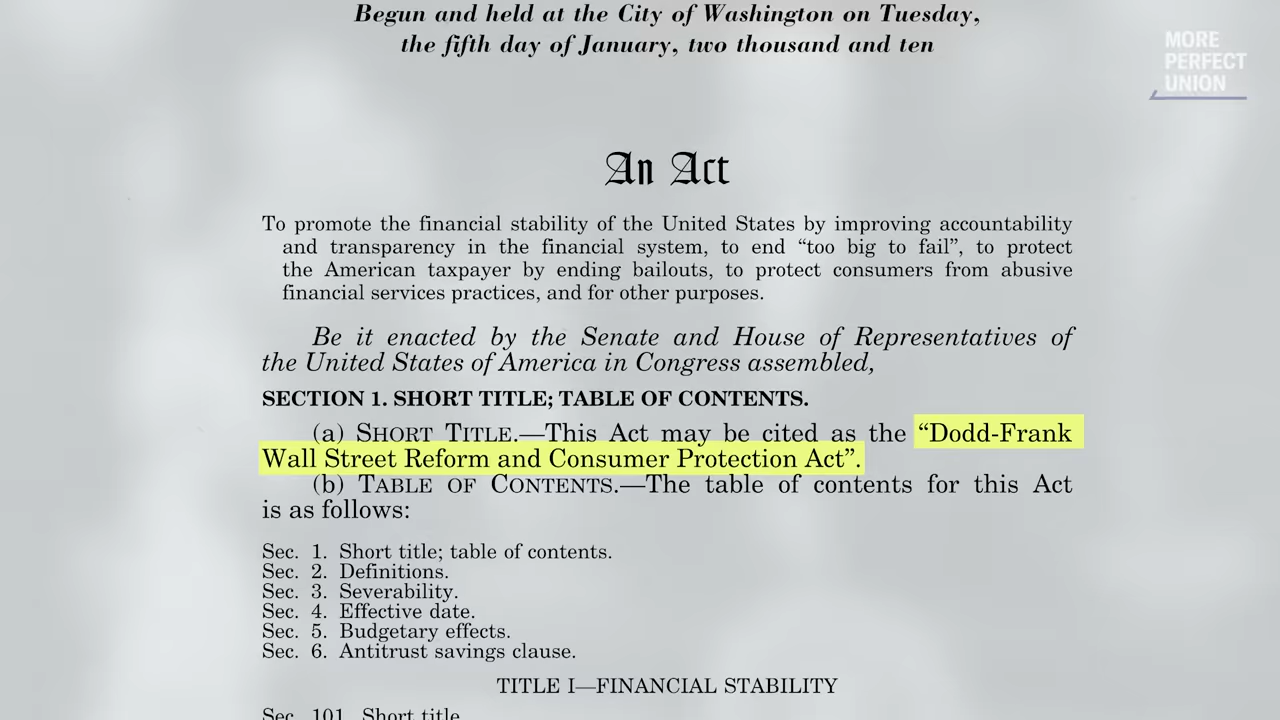 Begun and held at the City of Washington on Tuesday,
the fifth day of January, two thousand and ten
MORE
PERFECT
UNION
An Act
To promote the financial stability of the United States by improving accountability
and transparency in the financial system, to end “too big to fail”, to protect
the American taxpayer by ending bailouts, to protect consumers from abusive
financial services practices, and for other purposes.
Be it enacted by the Senate and House of Representatives of
the United States of America in Congress assembled,
SECTION 1. SHORT TITLE; TABLE OF CONTENTS.
(a) SHORT TITLE.—This Act may be cited as the “Dodd-Frank
Wall Street Reform and Consumer Protection Act”.
(b) TABLE OF CONTENTS.—The table of contents for this Act
is as follows:
Sec. 1. Short title; table of contents.
Sec. 2. Definitions.
Sec. 3. Severability.
Sec. 4. Effective date.
Sec. 5. Budgetary effects.
Sec. 6. Antitrust savings clause.
TITLE I—FINANCIAL STABILITY
Sec. 101. Short title